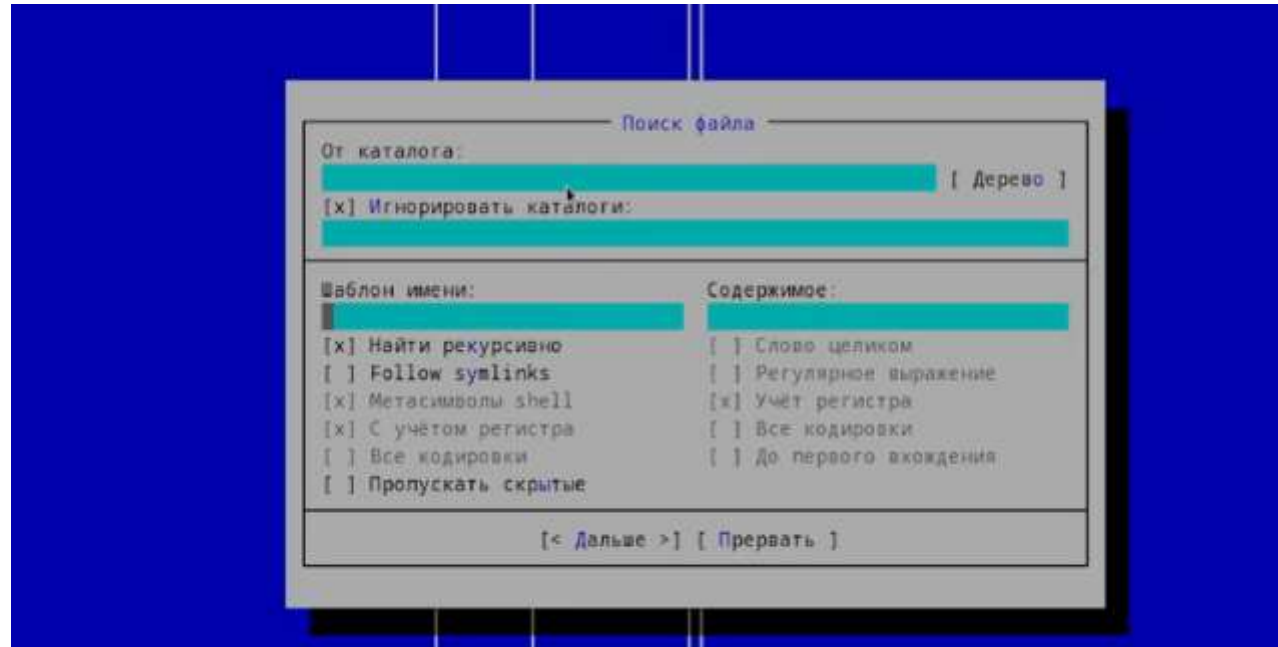 Поиск файла
От каталога:
[ Дерево ]
[x] Игнорировать каталоги:
Шаблон имени:
[x] Найти рекурсивно
[ ] Follow symlinks
[x] Метасимволы shell
[x] С учётом регистра
[ ] Все кодировки
[ ] Пропускать скрытые
Содержимое:
[ ] Слово целиком
[ ] Регулярное выражение
[x] Учёт регистра
[ ] Все кодировки
[ ] До первого вхождения
[< Дальше >] [ Прервать ]